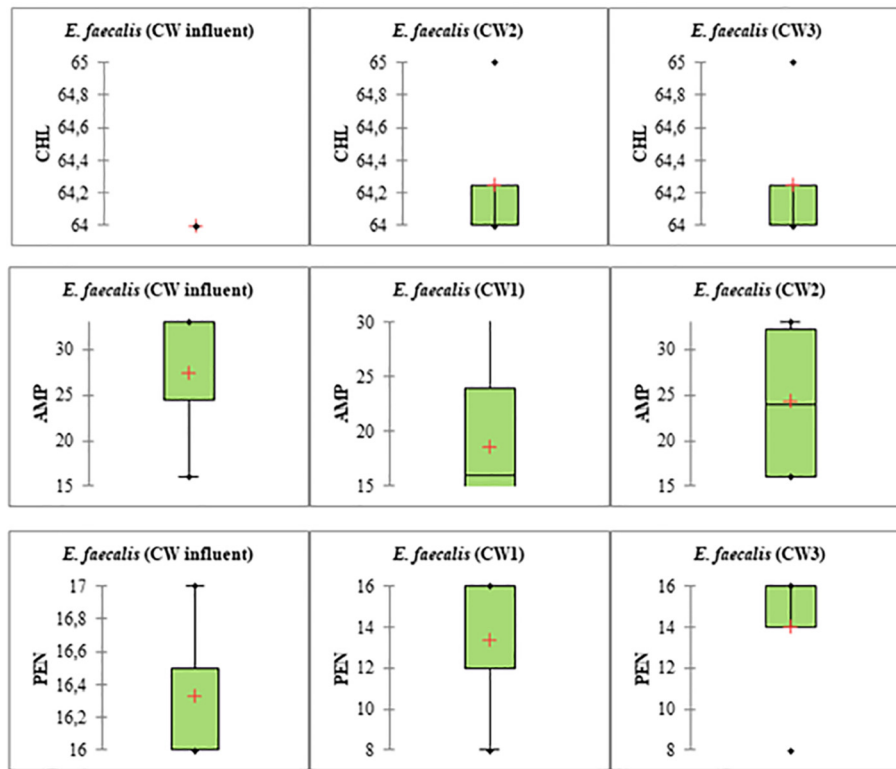 E. faecalis (CW influent)
65
64,8
64,6
64,4
64,2
64
CHL
E. faecalis (CW2)
65
64,8
64,6
64,4
64,2
64
CHL
E. faecalis (CW3)
65
64,8
64,6
64,4
64,2
64
CHL
E. faecalis (CW influent)
30
25
20
15
AMP
E. faecalis (CW1)
30
25
20
15
AMP
E. faecalis (CW2)
30
25
20
15
AMP
E. faecalis (CW influent)
17
16,8
16,6
16,4
16,2
16
PEN
E. faecalis (CW1)
16
14
12
10
8
PEN
E. faecalis (CW3)
16
14
12
10
8
PEN